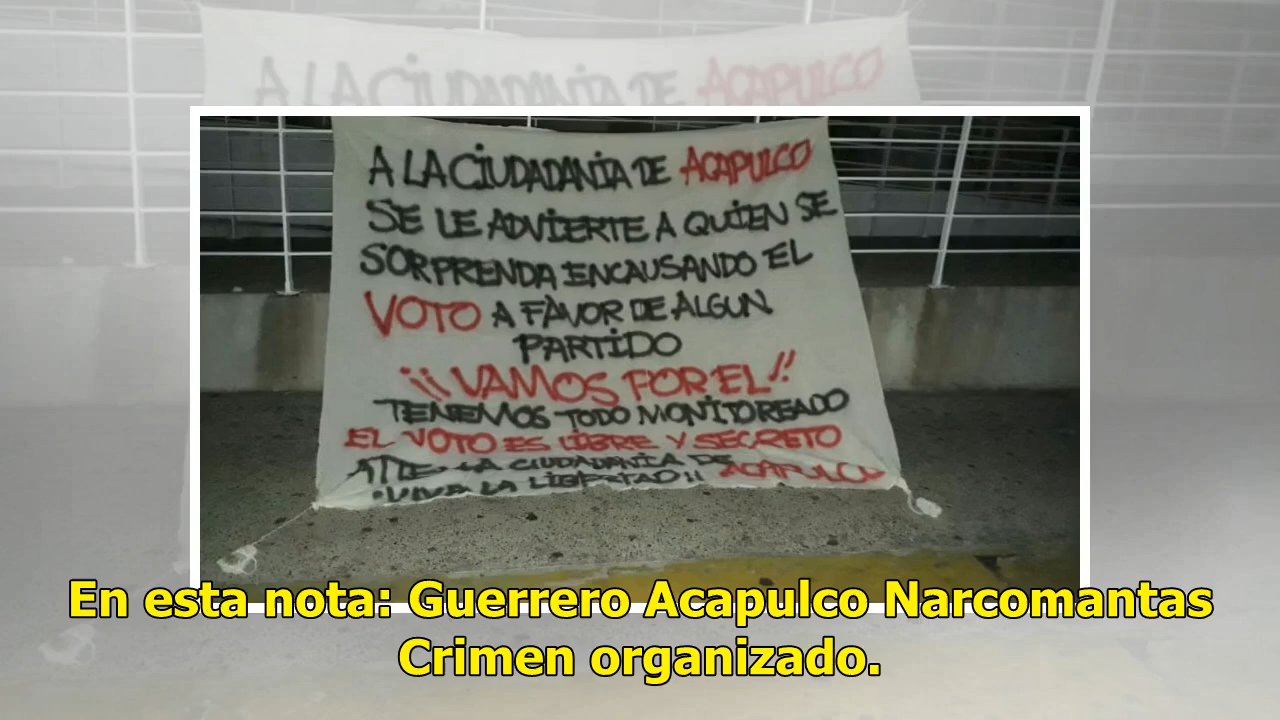 A LA CIUDADANIA DE ACAPULCO
A LA CIUDADANIA DE ACAPULCO
SE LE ADVIERTE A QUIEN SE
SORPRENDA ENCAUSANDO EL
VOTO A FAVOR DE ALGUN
PARTIDO
¡¡VAMOS POR EL!!
TENEMOS TODO MONITOREADO
EL VOTO ES LIBRE Y SECRETO
ATTE: LA CIUDADANIA DE ACAPULCO
¡VIVA LA LIBERTAD!!
En esta nota: Guerrero Acapulco Narcomantas
Crimen organizado.